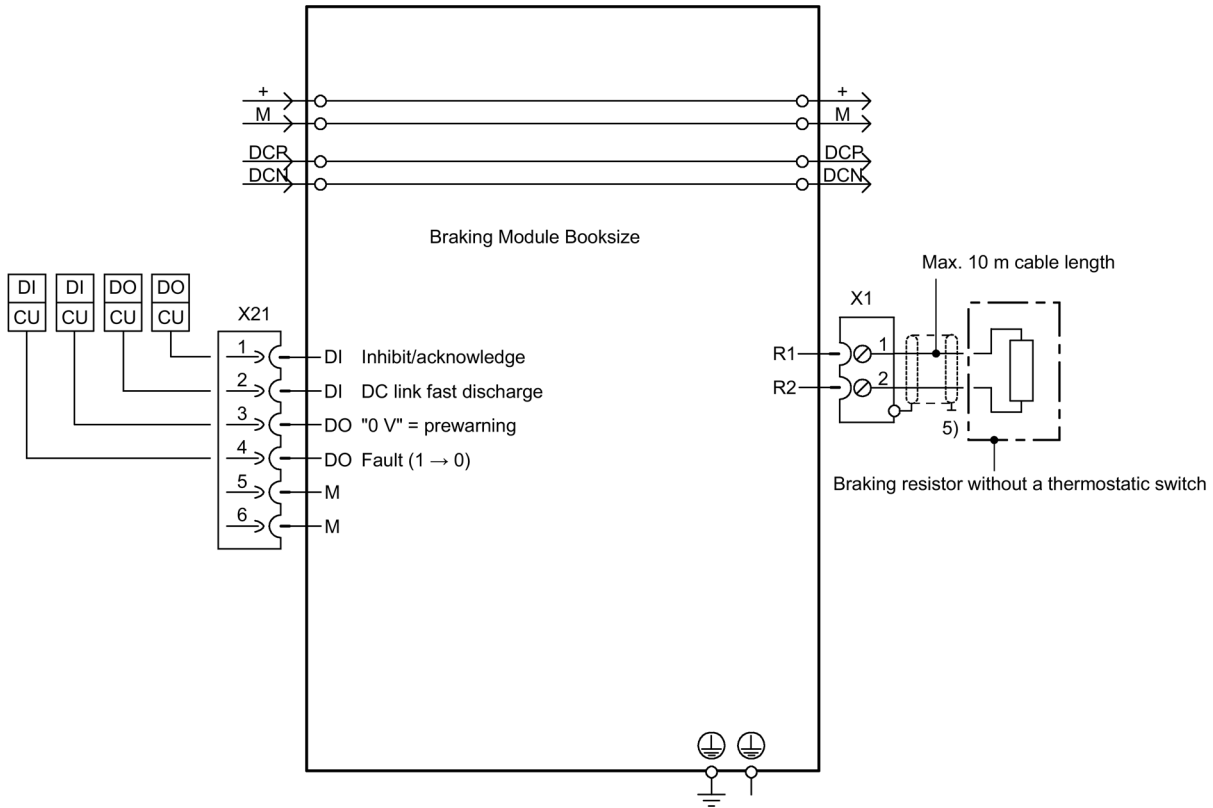 + +
M M
DCP DCP
DCN DCN
Braking Module Booksize
Max. 10 m cable length
DI DI DO DO
CU CU CU CU
X21
X1
1 DI Inhibit/acknowledge
2 DI DC link fast discharge
3 DO "0 V" = prewarning
4 DO Fault (1 → 0)
5 M
6 M
R1 1
R2 2
5)
Braking resistor without a thermostatic switch